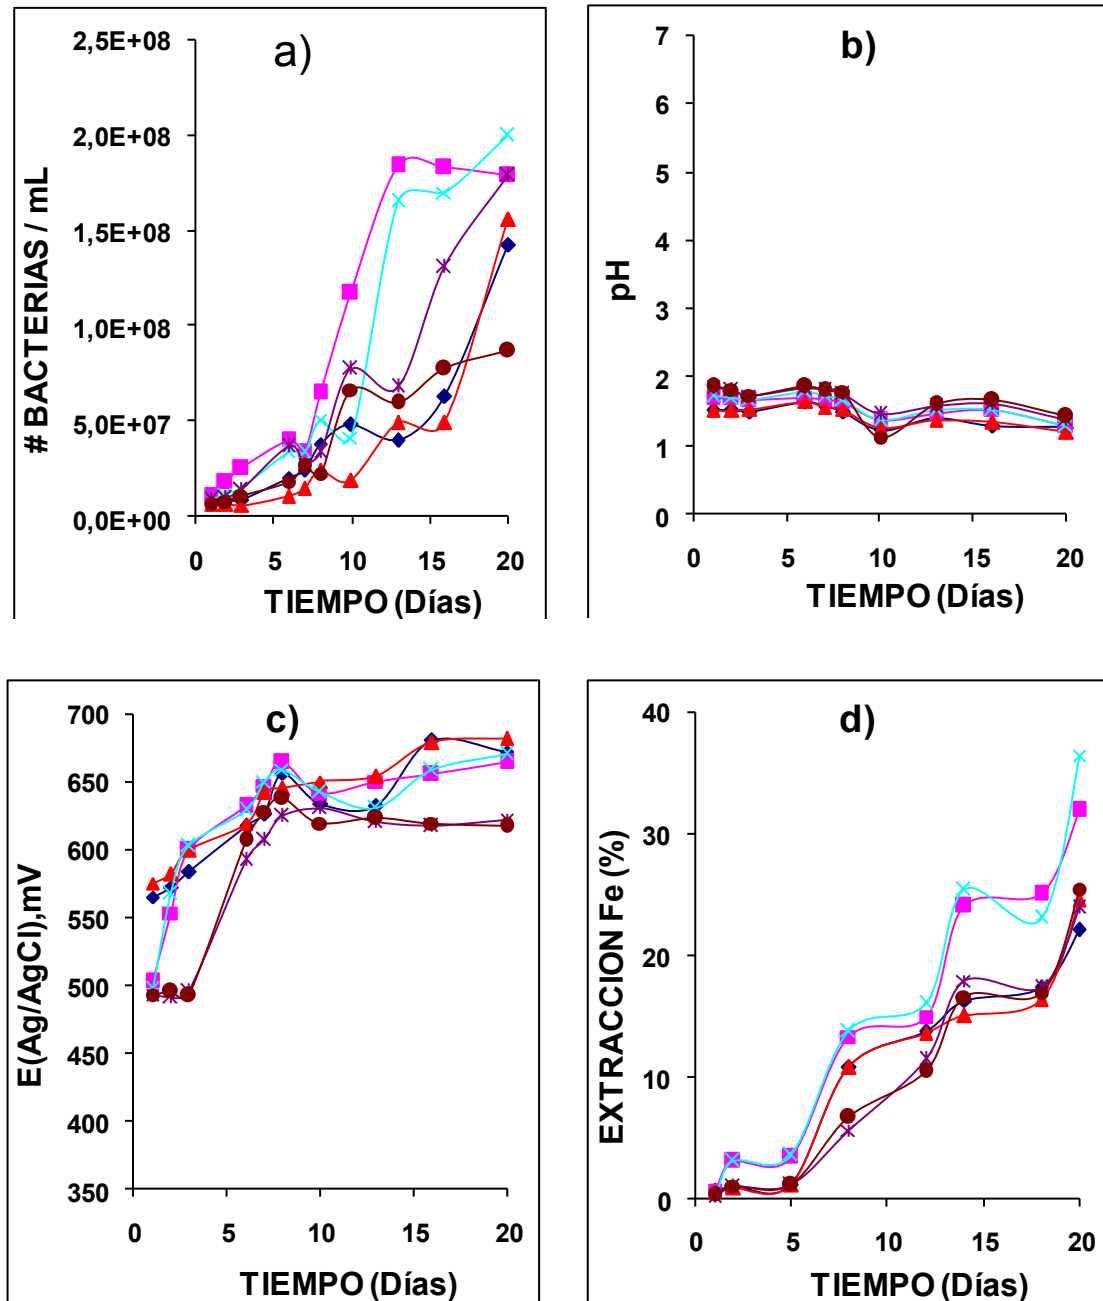 a)
2,5E+08
2,0E+08
1,5E+08
1,0E+08
5,0E+07
0,0E+00
# BACTERIAS / mL
0 5 10 15 20
TIEMPO (Días)
b)
7
6
5
4
3
2
1
0
pH
0 5 10 15 20
TIEMPO (Días)
c)
700
650
600
550
500
450
400
350
E(Ag/AgCl),mV
0 5 10 15 20
TIEMPO (Días)
d)
40
30
20
10
0
EXTRACCION Fe (%)
0 5 10 15 20
TIEMPO (Días)